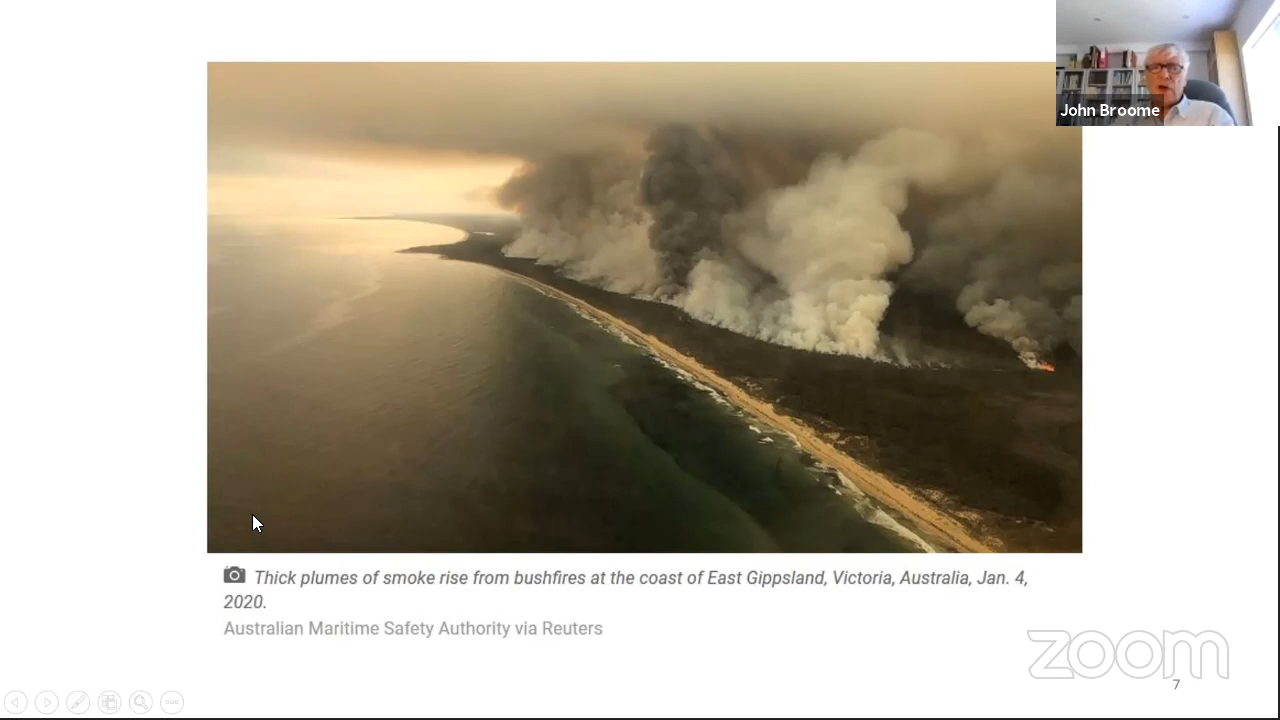 John Broome
Thick plumes of smoke rise from bushfires at the coast of East Gippsland, Victoria, Australia, Jan. 4,
2020.
Australian Maritime Safety Authority via Reuters
zoom
7